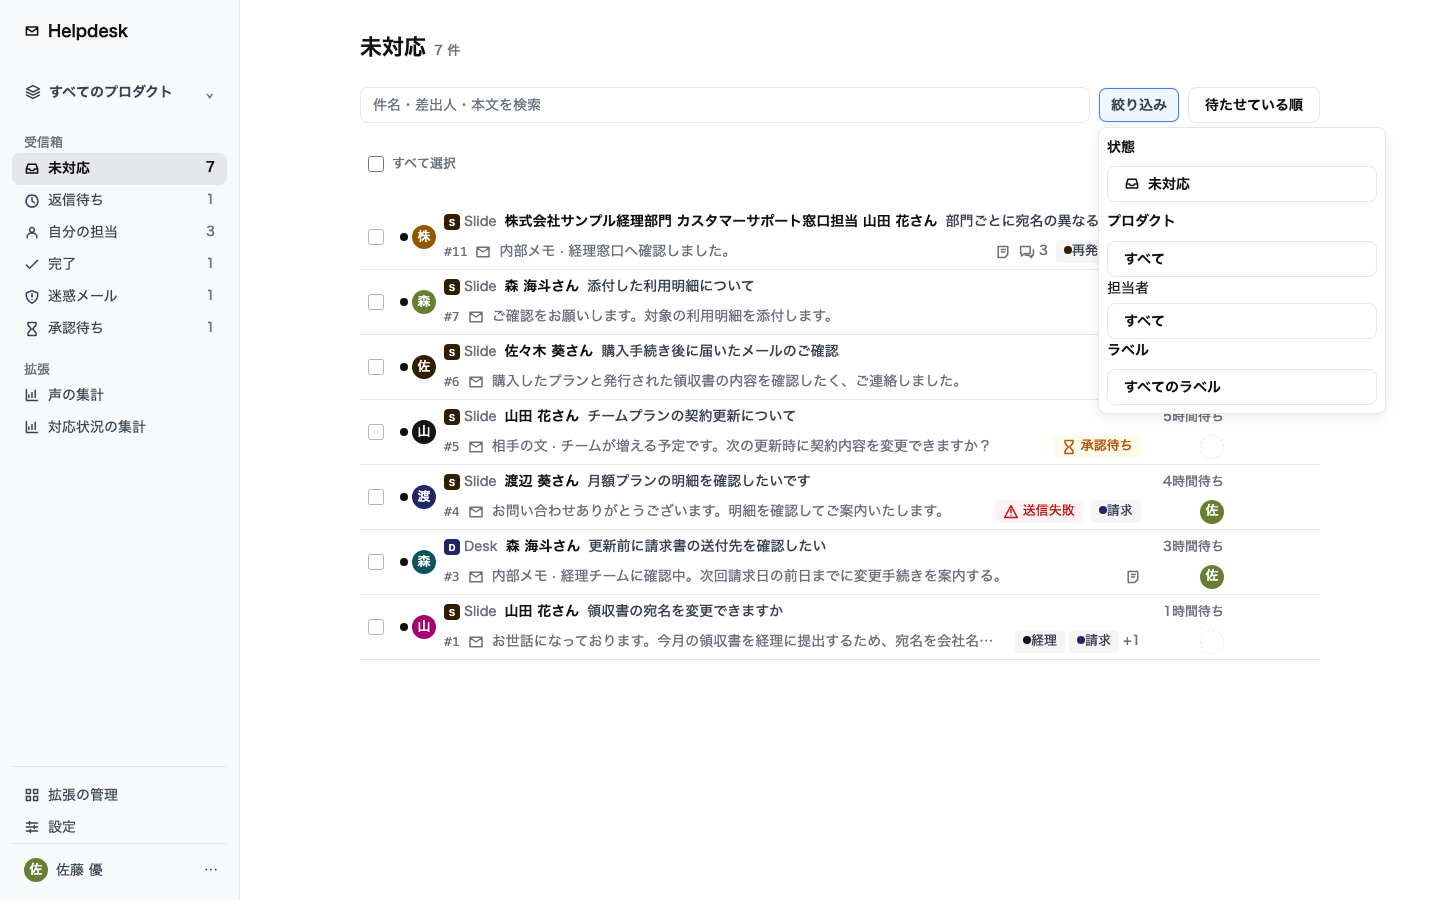 Helpdesk
すべてのプロダクト
受信箱
未対応 7
返信待ち 1
自分の担当 3
完了 1
迷惑メール 1
承認待ち 1
拡張
声の集計
対応状況の集計
拡張の管理
設定
佐 佐藤 優 …
未対応 7 件
件名・差出人・本文を検索 絞り込み 待たせている順
すべて選択
株 S Slide 株式会社サンプル経理部門 カスタマーサポート窓口担当 山田 花さん 部門ごとに宛名の異なる
#11 内部メモ · 経理窓口へ確認しました。 3 再発
森 S Slide 森 海斗さん 添付した利用明細について
#7 ご確認をお願いします。対象の利用明細を添付します。
佐 S Slide 佐々木 葵さん 購入手続き後に届いたメールのご確認
#6 購入したプランと発行された領収書の内容を確認したく、ご連絡しました。
山 S Slide 山田 花さん チームプランの契約更新について 5時間待ち
#5 相手の文 · チームが増える予定です。次の更新時に契約内容を変更できますか？ 承認待ち
渡 S Slide 渡辺 葵さん 月額プランの明細を確認したいです 4時間待ち
#4 お問い合わせありがとうございます。明細を確認してご案内いたします。 送信失敗 請求 佐
森 D Desk 森 海斗さん 更新前に請求書の送付先を確認したい 3時間待ち
#3 内部メモ · 経理チームに確認中。次回請求日の前日までに変更手続きを案内する。 佐
山 S Slide 山田 花さん 領収書の宛名を変更できますか 1時間待ち
#1 お世話になっております。今月の領収書を経理に提出するため、宛名を会社名… 経理 請求 +1
状態
未対応
プロダクト
すべて
担当者
すべて
ラベル
すべてのラベル